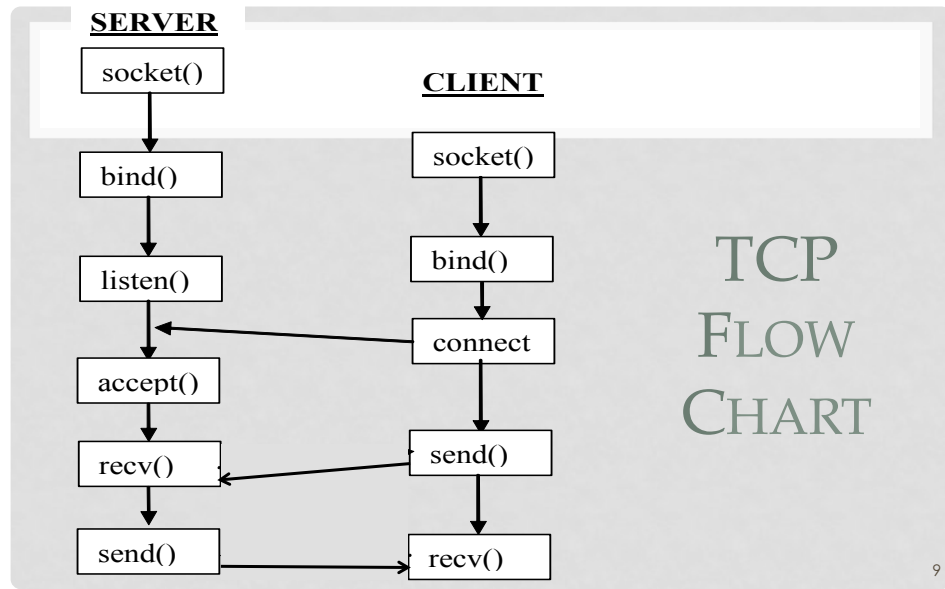 SERVER
socket()
bind()
listen()
accept()
recv()
send()
CLIENT
socket()
bind()
connect
send()
recv()
TCP
FLOW
CHART
9